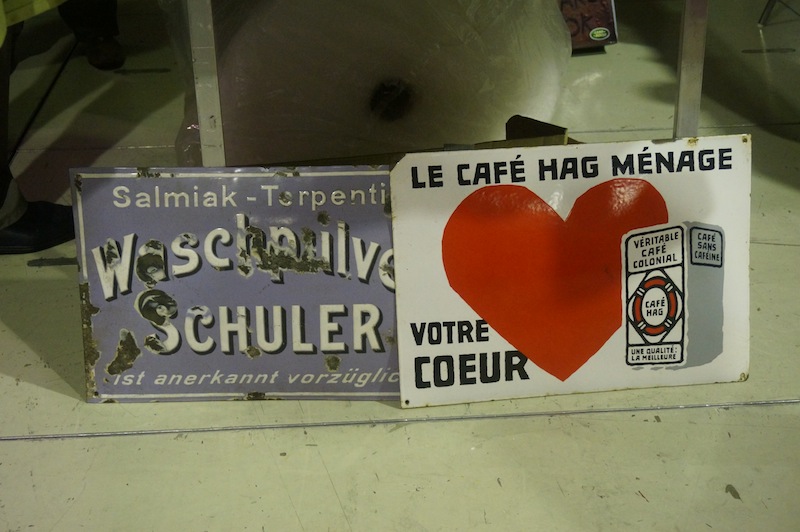 Salmiak-Terpenti
Waschpulve
SCHULER
ist anerkannt vorzüglic
LE CAFÉ HAG MÉNAGE
VOTRE
COEUR
VÉRITABLE
CAFÉ
COLONIAL
CAFÉ
HAG
UNE QUALITÉ:
LA MEILLEURE
CAFÉ
SANS
CAFÉINE